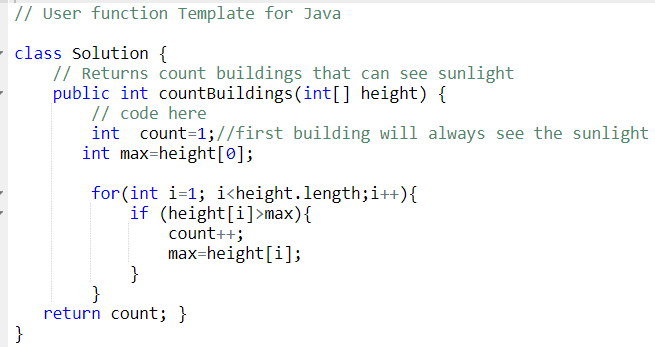 // User function Template for Java
class Solution {
// Returns count buildings that can see sunlight
public int countBuildings(int[] height) {
// code here
int  count=1;//first building will always see the sunlight
int max=height[0];
for(int i=1; i<height.length;i++){
if (height[i]>max){
count++;
max=height[i];
}
}
return count; }
}